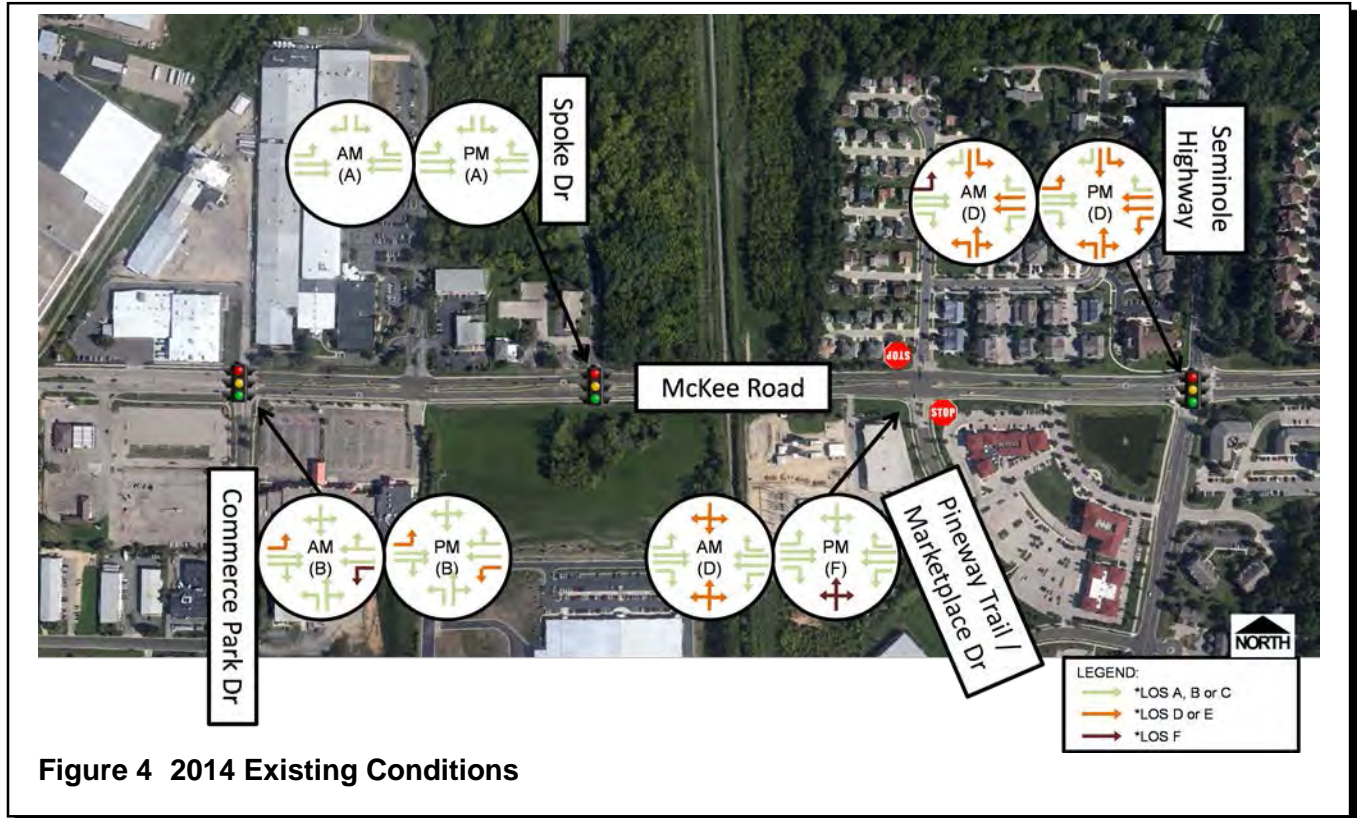 Spoke Dr
Seminole
Highway
AM
(A)
PM
(A)
AM
(D)
PM
(D)
STOP
McKee Road
STOP
Commerce Park Dr
AM
(B)
PM
(B)
AM
(D)
PM
(F)
Pineway Trail /
Marketplace Dr
NORTH
LEGEND:
*LOS A, B or C
*LOS D or E
*LOS F
Figure 4 2014 Existing Conditions